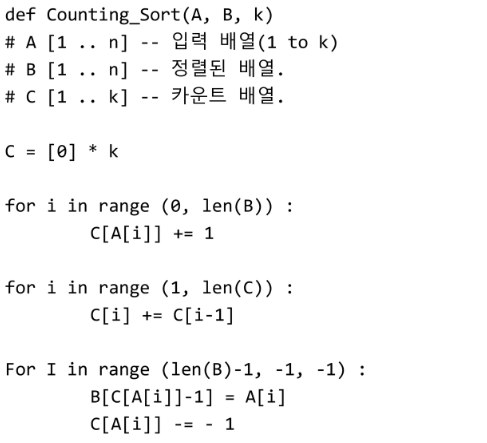 def Counting_Sort(A, B, k)
# A [1 .. n] -- 입력 배열(1 to k)
# B [1 .. n] -- 정렬된 배열.
# C [1 .. k] -- 카운트 배열.
C = [0] * k
for i in range (0, len(B)) :
C[A[i]] += 1
for i in range (1, len(C)) :
C[i] += C[i-1]
For I in range (len(B)-1, -1, -1) :
B[C[A[i]]-1] = A[i]
C[A[i]] -= - 1